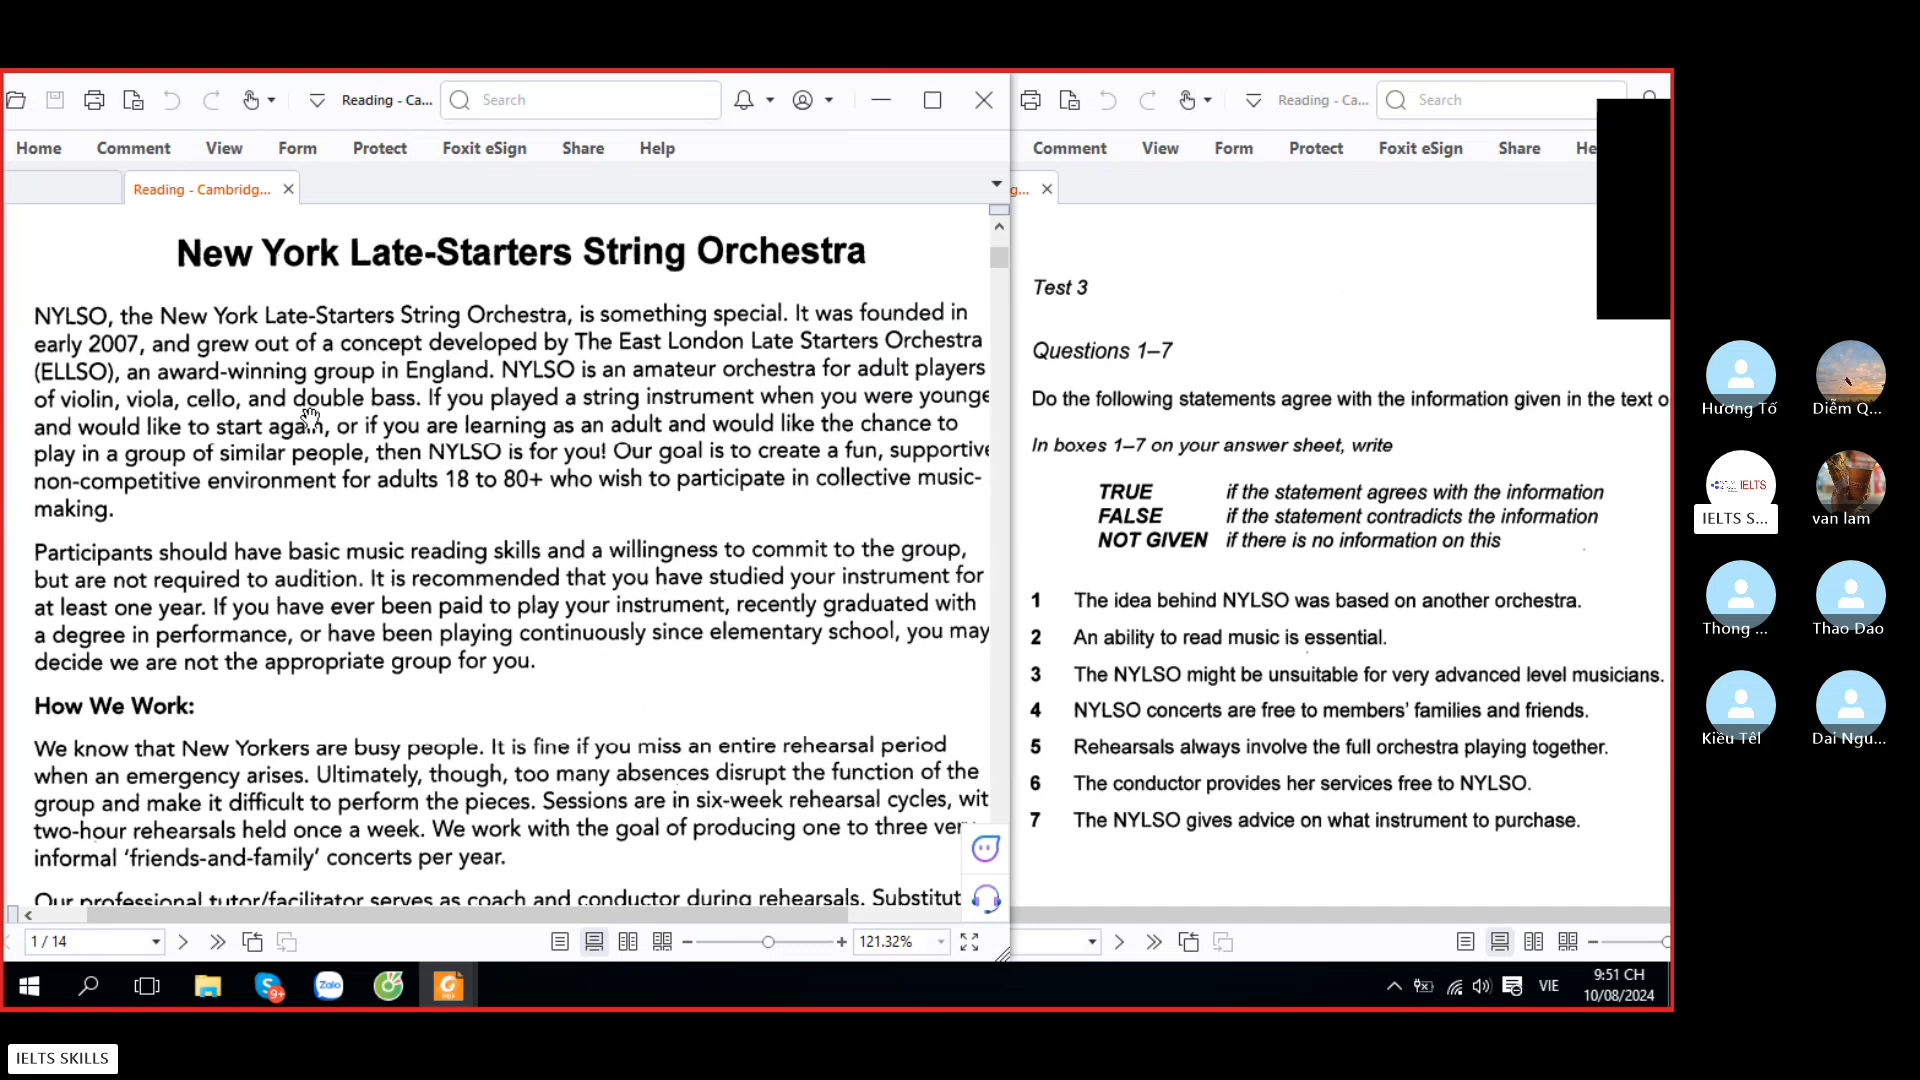 Reading - Ca...
Search
Reading - Ca...
Search
Home Comment View Form Protect Foxit eSign Share Help
Comment View Form Protect Foxit eSign Share He
Reading - Cambridg...
g...
New York Late-Starters String Orchestra
NYLSO, the New York Late-Starters String Orchestra, is something special. It was founded in
early 2007, and grew out of a concept developed by The East London Late Starters Orchestra
(ELLSO), an award-winning group in England. NYLSO is an amateur orchestra for adult players
of violin, viola, cello, and double bass. If you played a string instrument when you were younge
and would like to start again, or if you are learning as an adult and would like the chance to
play in a group of similar people, then NYLSO is for you! Our goal is to create a fun, supportive
non-competitive environment for adults 18 to 80+ who wish to participate in collective music-
making.
Participants should have basic music reading skills and a willingness to commit to the group,
but are not required to audition. It is recommended that you have studied your instrument for
at least one year. If you have ever been paid to play your instrument, recently graduated with
a degree in performance, or have been playing continuously since elementary school, you may
decide we are not the appropriate group for you.
How We Work:
We know that New Yorkers are busy people. It is fine if you miss an entire rehearsal period
when an emergency arises. Ultimately, though, too many absences disrupt the function of the
group and make it difficult to perform the pieces. Sessions are in six-week rehearsal cycles, wit
two-hour rehearsals held once a week. We work with the goal of producing one to three very
informal ‘friends-and-family’ concerts per year.
Our professional tutor/facilitator serves as coach and conductor during rehearsals. Substitut
1 / 14
121.32%
Test 3
Questions 1–7
Do the following statements agree with the information given in the text o
In boxes 1–7 on your answer sheet, write
TRUE if the statement agrees with the information
FALSE if the statement contradicts the information
NOT GIVEN if there is no information on this
1 The idea behind NYLSO was based on another orchestra.
2 An ability to read music is essential.
3 The NYLSO might be unsuitable for very advanced level musicians.
4 NYLSO concerts are free to members’ families and friends.
5 Rehearsals always involve the full orchestra playing together.
6 The conductor provides her services free to NYLSO.
7 The NYLSO gives advice on what instrument to purchase.
9+
Zalo
PDF
VIE
9:51 CH
10/08/2024
Hương Tố
Diễm Q...
IELTS
IELTS S...
van lam
Thong ...
Thao Dao
Kiều Têl
Dai Ngu...
IELTS SKILLS